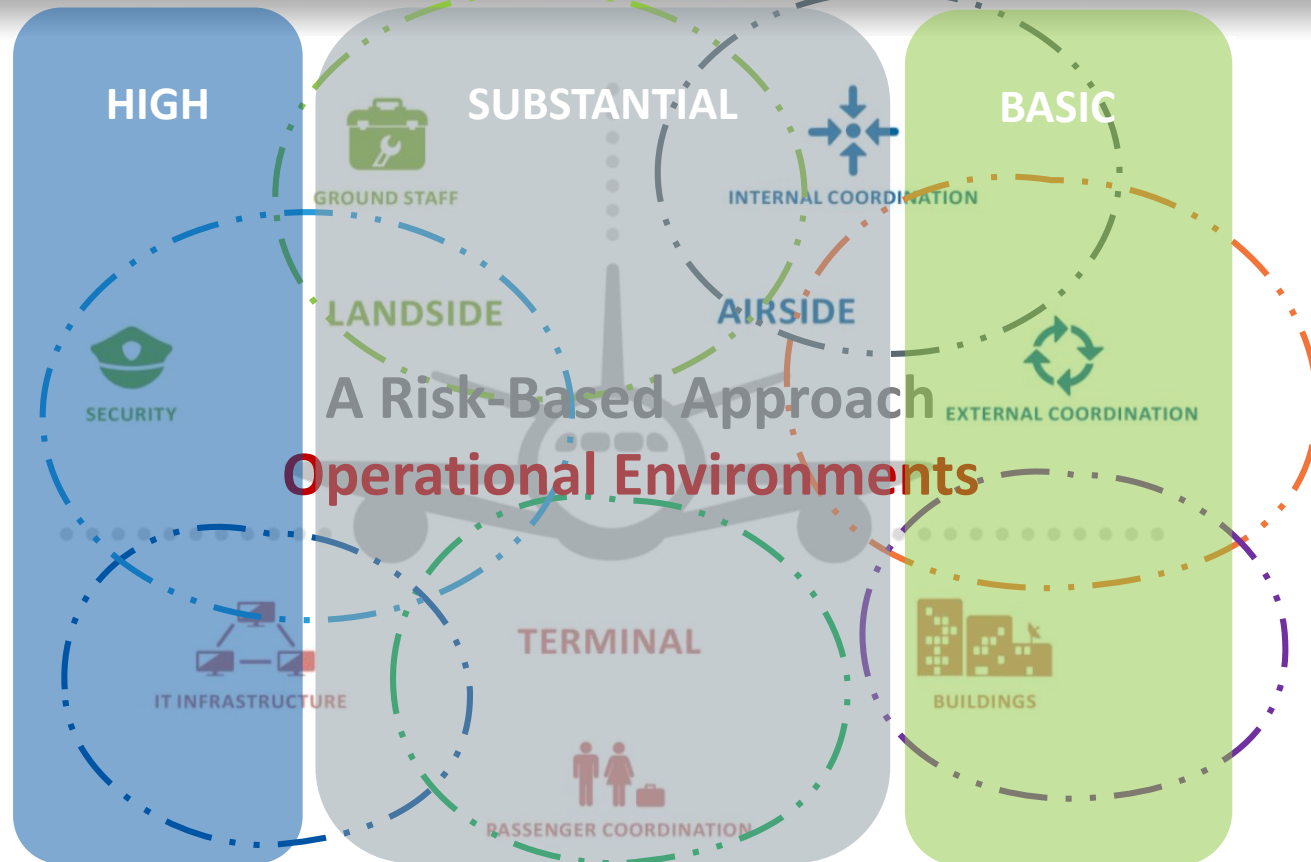 HIGH
SUBSTANTIAL
BASIC
GROUND STAFF
INTERNAL COORDINATION
LANDSIDE
AIRSIDE
SECURITY
A Risk-Based Approach
EXTERNAL COORDINATION
Operational Environments
TERMINAL
IT INFRASTRUCTURE
BUILDINGS
PASSENGER COORDINATION